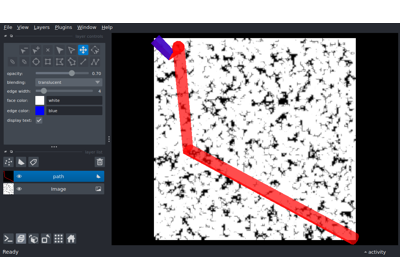 File View Layers Plugins Window Help
opacity: 0.70
blending: translucent
edge width:
face color: white
edge color: blue
display text:
path
Image
Ready
activity